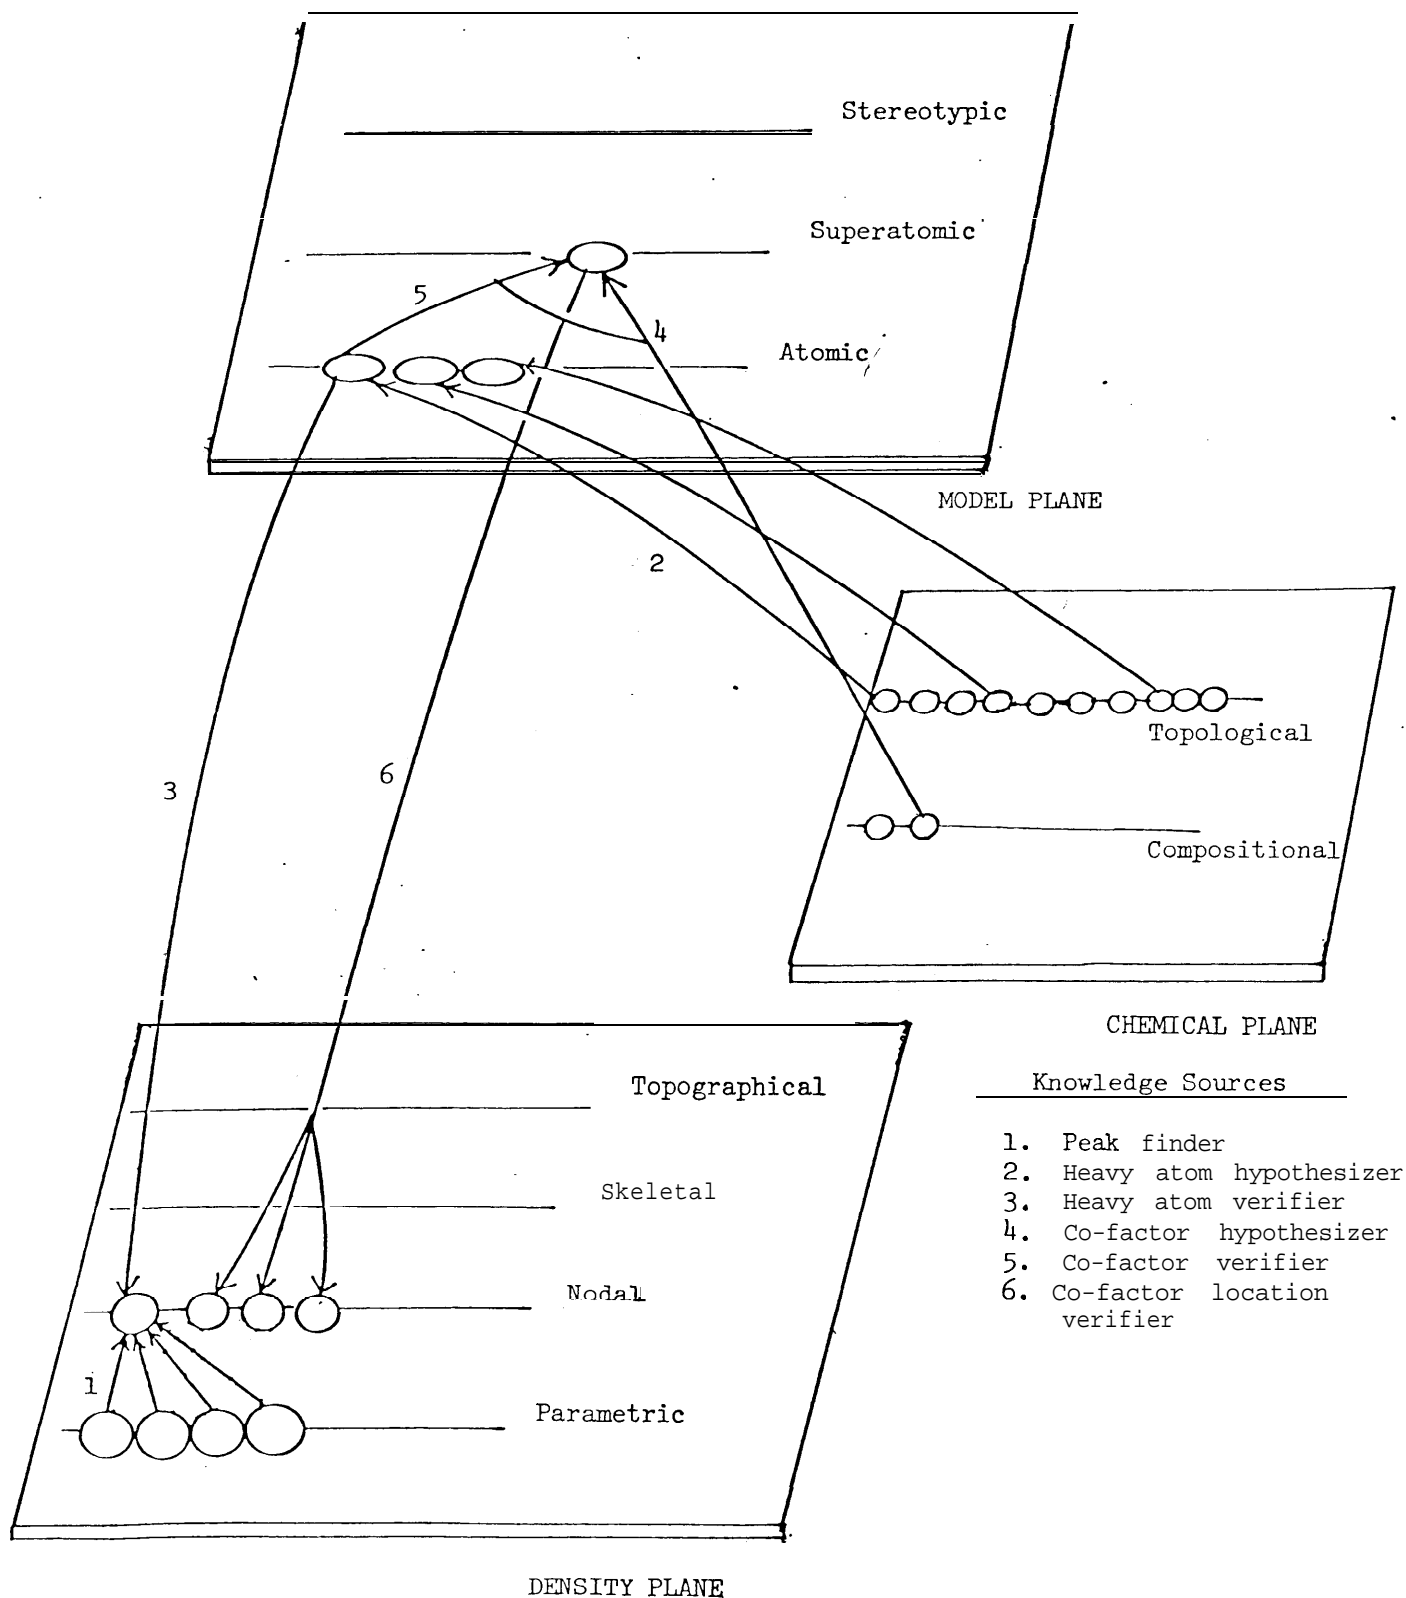 Stereotypic
Superatomic
5
4
Atomic
MODEL PLANE
2
Topological
3
6
Compositional
CHEMICAL PLANE
Topographical
Skeletal
Nodal
1
Parametric
DENSITY PLANE
Knowledge Sources
1. Peak finder
2. Heavy atom hypothesizer
3. Heavy atom verifier
4. Co-factor hypothesizer
5. Co-factor verifier
6. Co-factor location
verifier